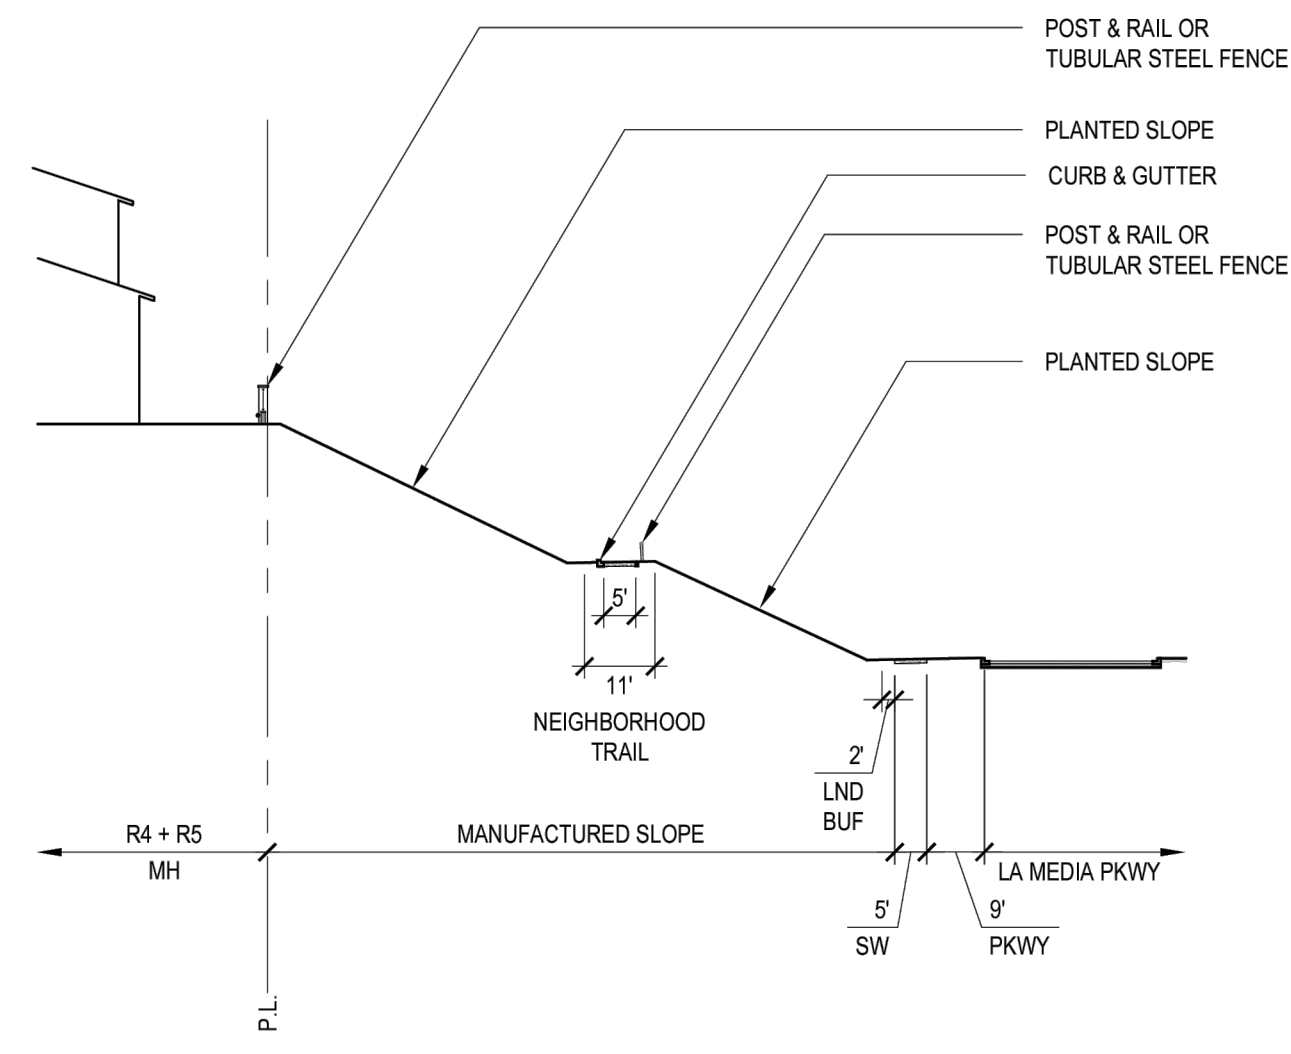 POST & RAIL OR
TUBULAR STEEL FENCE
PLANTED SLOPE
CURB & GUTTER
POST & RAIL OR
TUBULAR STEEL FENCE
PLANTED SLOPE
5'
11'
NEIGHBORHOOD
TRAIL
2'
LND
BUF
R4 + R5
MH
MANUFACTURED SLOPE
LA MEDIA PKWY
5'
SW
9'
PKWY
P.L.